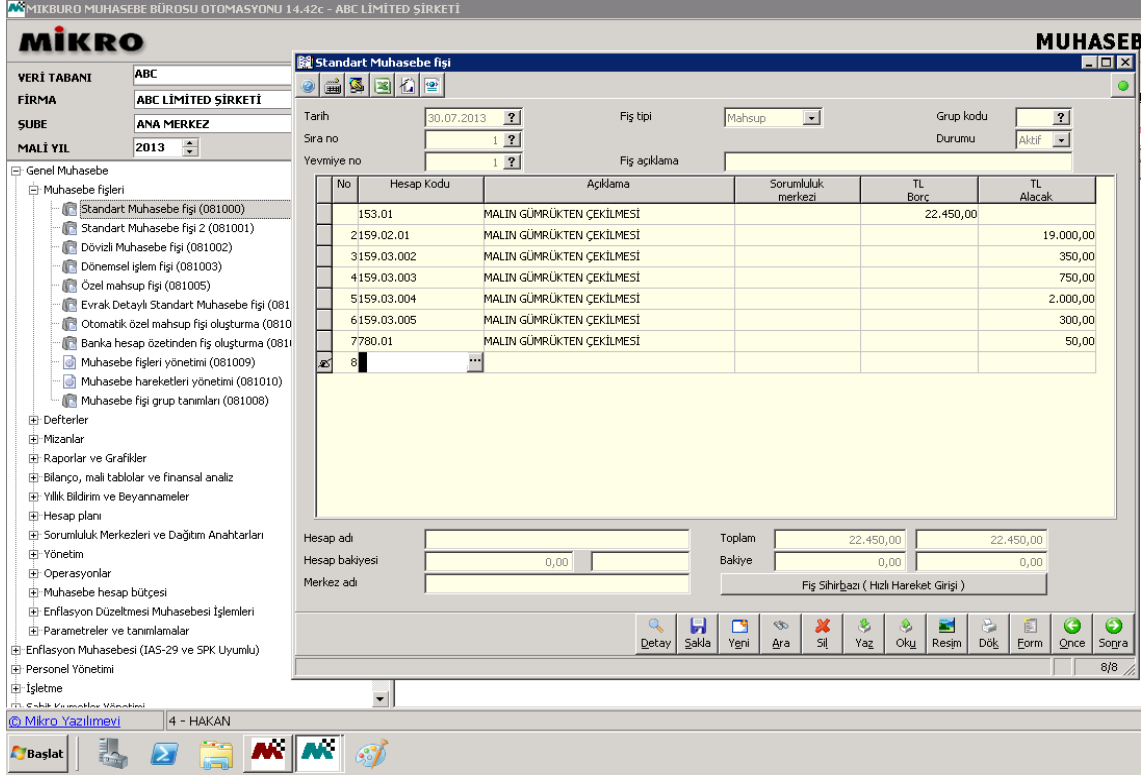 MIKBURO MUHASEBE BÜROSU OTOMASYONU 14.42c - ABC LİMİTED ŞİRKETİ
MİKRO
MUHASEB
VERİ TABANI ABC
FİRMA ABC LİMİTED ŞİRKETİ
ŞUBE ANA MERKEZ
MALİ YIL 2013
Genel Muhasebe
Muhasebe fişleri
Standart Muhasebe fişi (081000)
Standart Muhasebe fişi 2 (081001)
Dövizli Muhasebe fişi (081002)
Dönemsel işlem fişi (081003)
Özel mahsup fişi (081005)
Evrak Detaylı Standart Muhasebe fişi (081
Otomatik özel mahsup fişi oluşturma (0810
Banka hesap özetinden fiş oluşturma (081
Muhasebe fişleri yönetimi (081009)
Muhasebe hareketleri yönetimi (081010)
Muhasebe fişi grup tanımları (081008)
Defterler
Mizanlar
Raporlar ve Grafikler
Bilanço, mali tablolar ve finansal analiz
Yıllık Bildirim ve Beyannameler
Hesap planı
Sorumluluk Merkezleri ve Dağıtım Anahtarları
Yönetim
Operasyonlar
Muhasebe hesap bütçesi
Enflasyon Düzeltmesi Muhasebesi İşlemleri
Parametreler ve tanımlamalar
Enflasyon Muhasebesi (IAS-29 ve SPK Uyumlu)
Personel Yönetimi
İşletme
Sabit Kıymetler Yönetimi
Standart Muhasebe fişi
Tarih 30.07.2013 ? Fiş tipi Mahsup Grup kodu ?
Sıra no 1 ? Durumu Aktif
Yevmiye no 1 ? Fiş açıklama
No Hesap Kodu Açıklama Sorumluluk merkezi TL Borç TL Alacak
153.01 MALIN GÜMRÜKTEN ÇEKİLMESİ 22.450,00
2 159.02.01 MALIN GÜMRÜKTEN ÇEKİLMESİ 19.000,00
3 159.03.002 MALIN GÜMRÜKTEN ÇEKİLMESİ 350,00
4 159.03.003 MALIN GÜMRÜKTEN ÇEKİLMESİ 750,00
5 159.03.004 MALIN GÜMRÜKTEN ÇEKİLMESİ 2.000,00
6 159.03.005 MALIN GÜMRÜKTEN ÇEKİLMESİ 300,00
7 780.01 MALIN GÜMRÜKTEN ÇEKİLMESİ 50,00
8 ...
Hesap adı Toplam 22.450,00 22.450,00
Hesap bakiyesi 0,00 Bakiye 0,00 0,00
Merkez adı Fiş Sihirbazı ( Hızlı Hareket Girişi )
Detay Sakla Yeni Ara Sil Yaz Oku Resim Dök Form Önce Sonra
8/8
© Mikro Yazılımevi 4 - HAKAN
Başlat